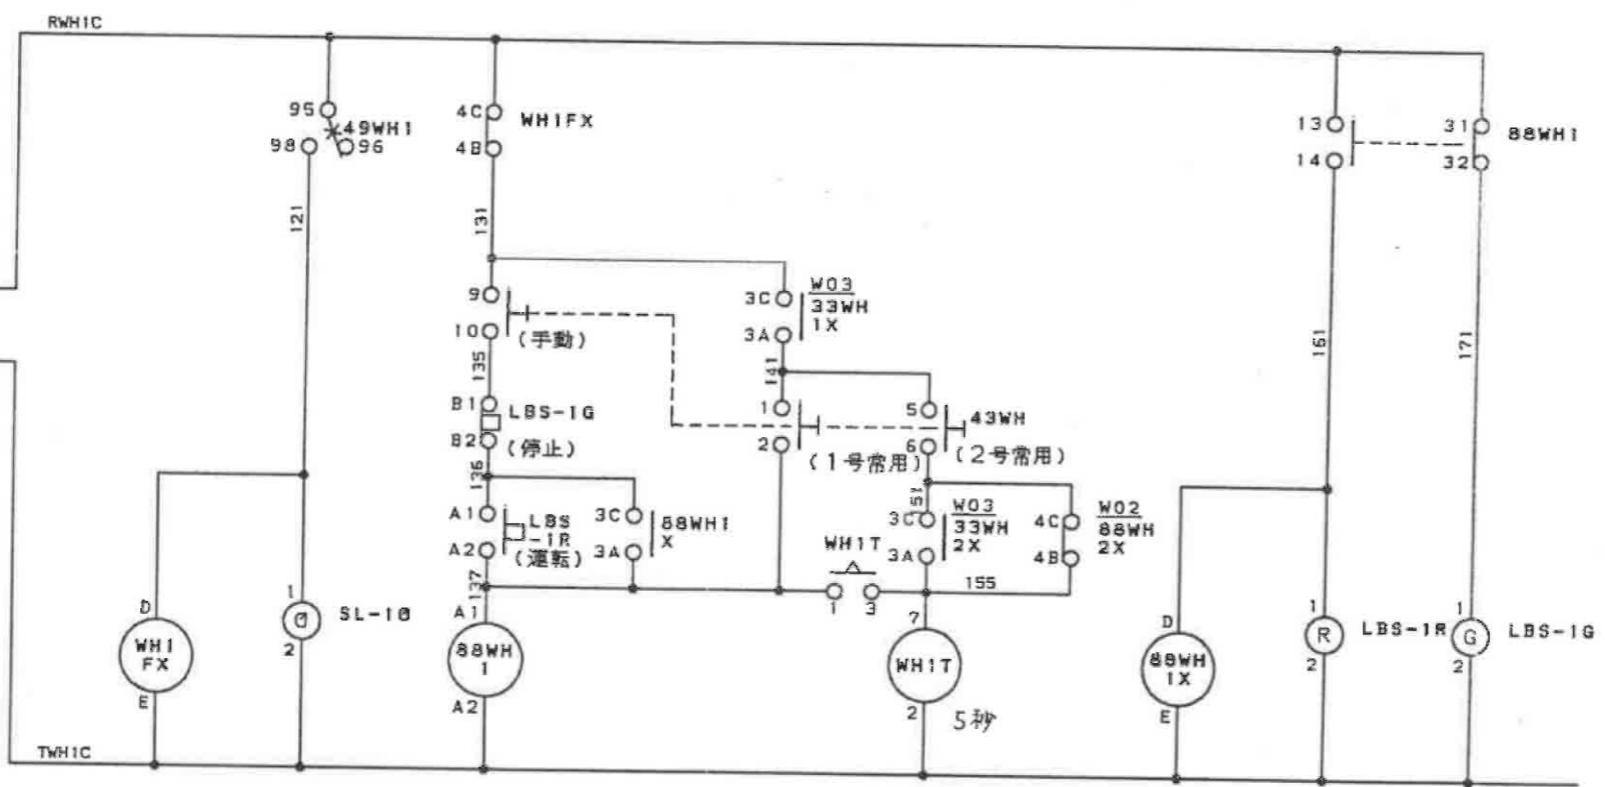 RWH1C
95
49WH1
98
96
121
4C
WH1FX
4B
131
9
10
(手動)
135
B1
LBS-1G
B2
(停止)
136
A1
LBS
-1R
A2
(運転)
3C
88WH1
X
3A
137
3C
W03
33WH
1X
3A
141
1
2
(1号常用)
5
43WH
6
(2号常用)
151
3C
W03
33WH
2X
3A
4C
W02
88WH
2X
4B
WH1T
1
3
155
D
WH1
FX
E
1
SL-1O
2
A1
88WH
1
A2
7
WH1T
2
5秒
13
14
31
88WH1
32
161
171
D
88WH
1X
E
1
R
LBS-1R
2
1
G
LBS-1G
2
TWH1C